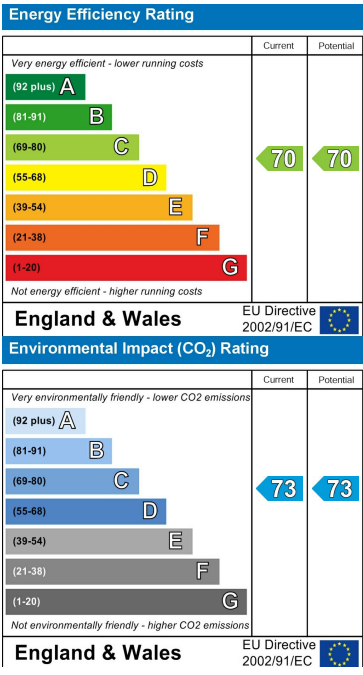 Energy Efficiency Rating
Current Potential
Very energy efficient - lower running costs
(92 plus) A
(81-91) B
(69-80) C 70 70
(55-68) D
(39-54) E
(21-38) F
(1-20) G
Not energy efficient - higher running costs
England & Wales EU Directive 2002/91/EC
Environmental Impact (CO₂) Rating
Current Potential
Very environmentally friendly - lower CO2 emissions
(92 plus) A
(81-91) B
(69-80) C 73 73
(55-68) D
(39-54) E
(21-38) F
(1-20) G
Not environmentally friendly - higher CO2 emissions
England & Wales EU Directive 2002/91/EC